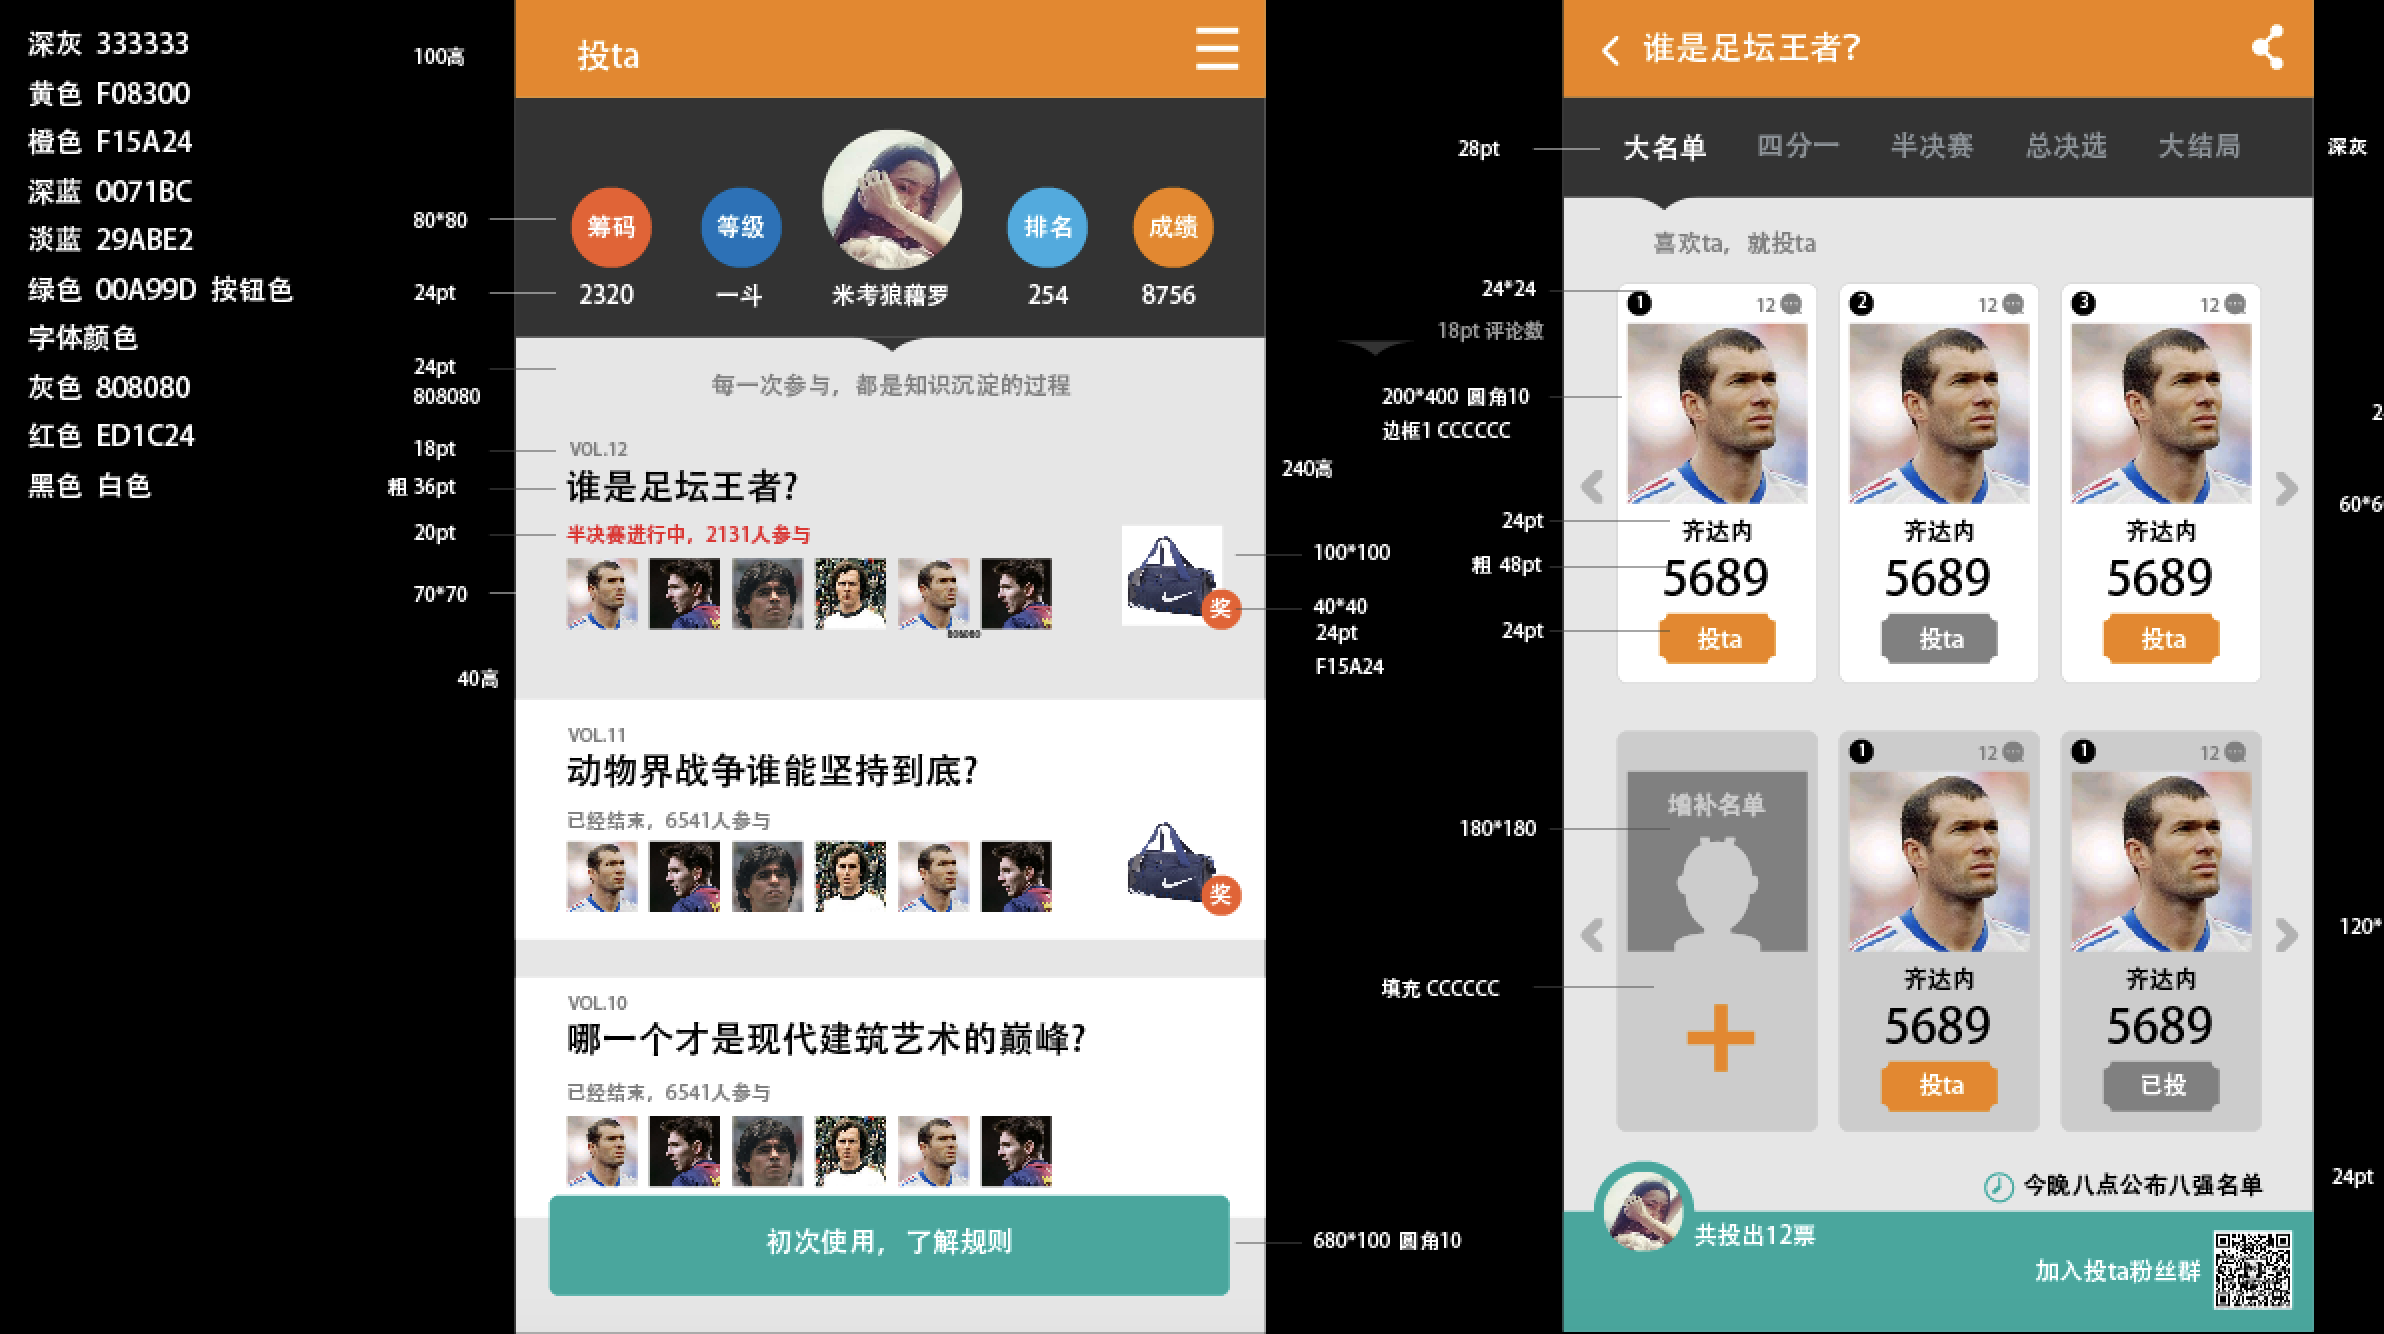 深灰 333333
黄色 F08300
橙色 F15A24
深蓝 0071BC
淡蓝 29ABE2
绿色 00A99D 按钮色
字体颜色
灰色 808080
红色 ED1C24
黑色 白色
100高
80*80
24pt
24pt
808080
18pt
粗 36pt
20pt
70*70
40高
投ta
筹码
等级
排名
成绩
2320
一斗
米考狼藉罗
254
8756
每一次参与，都是知识沉淀的过程
VOL.12
谁是足坛王者?
半决赛进行中，2131人参与
奖
808080
VOL.11
动物界战争谁能坚持到底?
已经结束，6541人参与
奖
VOL.10
哪一个才是现代建筑艺术的巅峰?
已经结束，6541人参与
初次使用，了解规则
240高
100*100
40*40
24pt
F15A24
680*100 圆角10
28pt
24*24
18pt 评论数
200*400 圆角10
边框1 CCCCCC
24pt
粗 48pt
24pt
180*180
填充 CCCCCC
谁是足坛王者?
大名单 四分一 半决赛 总决选 大结局
喜欢ta，就投ta
1 12
2 12
3 12
齐达内 齐达内 齐达内
5689 5689 5689
投ta 投ta 投ta
增补名单
1 12
1 12
齐达内 齐达内
5689 5689
投ta 已投
今晚八点公布八强名单
共投出12票
加入投ta粉丝群
深灰
60*6
120*
24pt